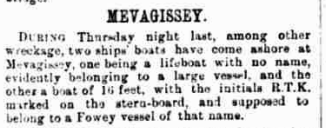 MEVAGISSEY.
DURING Thursday night last, among other
wreckage, two ships' boats have come ashore at
Mevagissey, one being a lifeboat with no name,
evidently belonging to a large vessel, and the
other a boat of 16 feet, with the initials R.T.K.
marked on the stern-board, and supposed to
belong to a Fowey vessel of that name.